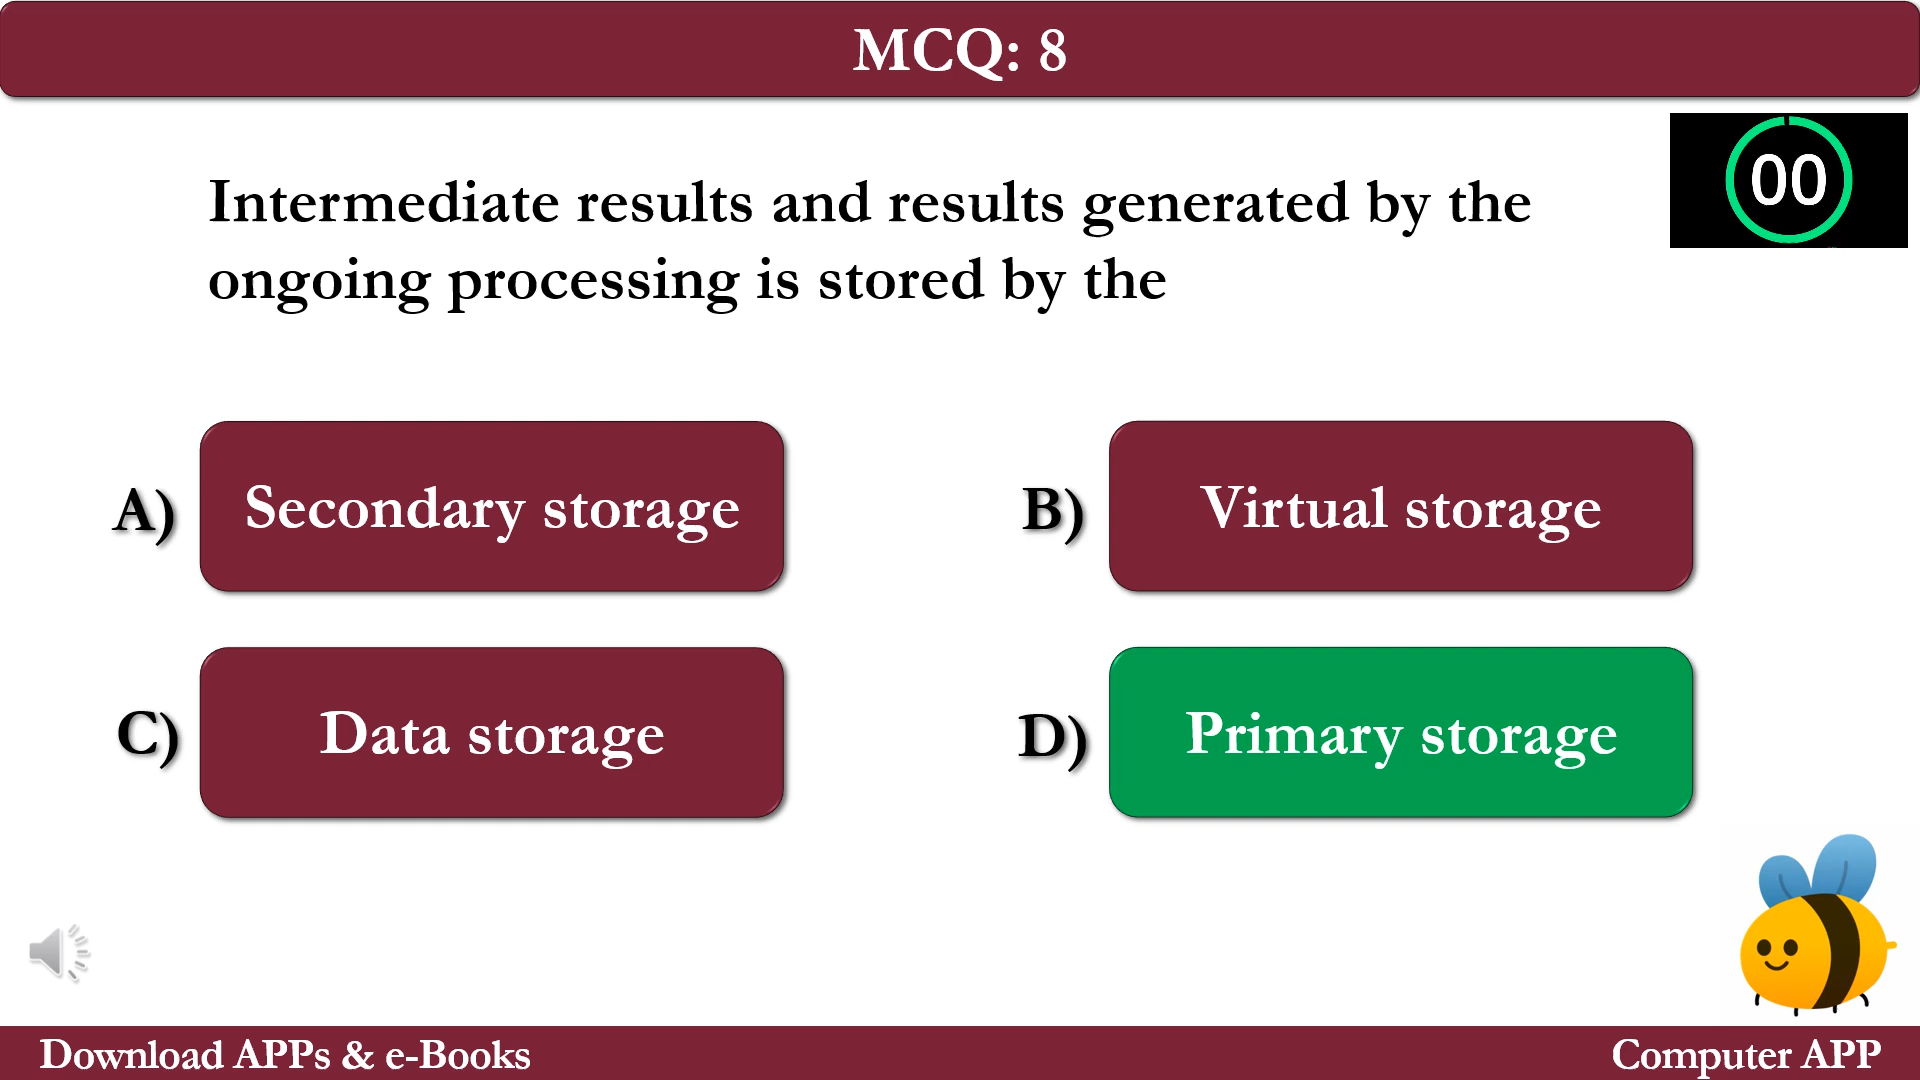 MCQ: 8
00
Intermediate results and results generated by the
ongoing processing is stored by the
A) Secondary storage
B) Virtual storage
C) Data storage
D) Primary storage
Download APPs & e-Books
Computer APP